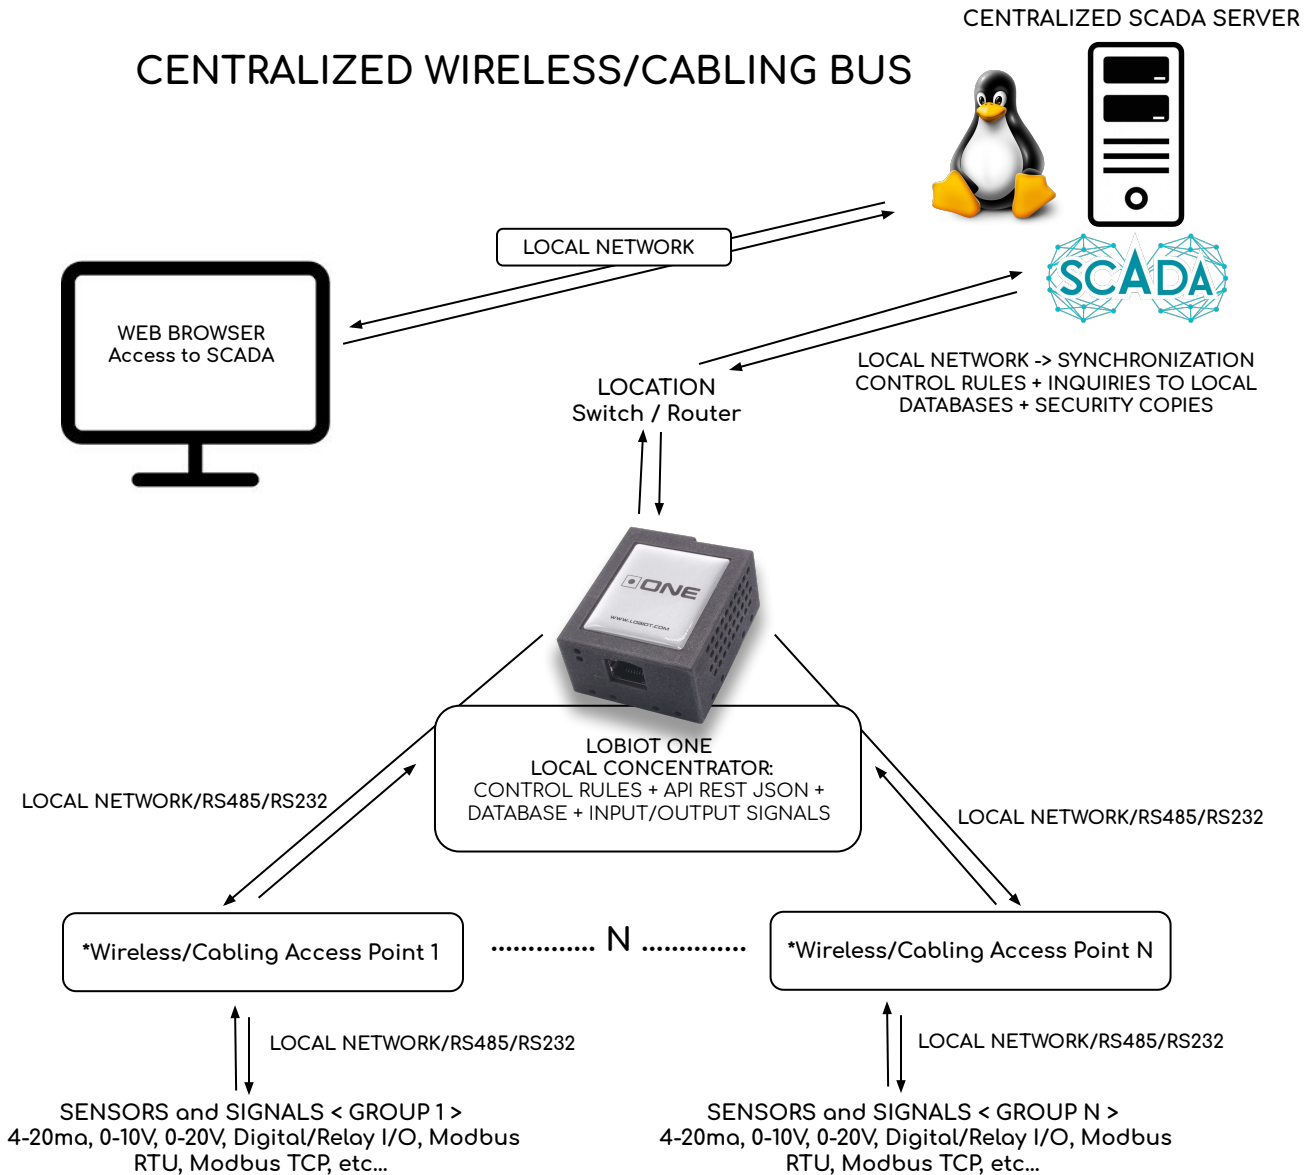 CENTRALIZED SCADA SERVER
CENTRALIZED WIRELESS/CABLING BUS
LOCAL NETWORK
SCADA
WEB BROWSER
Access to SCADA
LOCAL NETWORK -> SYNCHRONIZATION
CONTROL RULES + INQUIRIES TO LOCAL
DATABASES + SECURITY COPIES
LOCATION
Switch / Router
ONE
WWW.LOBIOT.COM
LOBIOT ONE
LOCAL CONCENTRATOR:
CONTROL RULES + API REST JSON +
DATABASE + INPUT/OUTPUT SIGNALS
LOCAL NETWORK/RS485/RS232
LOCAL NETWORK/RS485/RS232
*Wireless/Cabling Access Point 1
.............. N ..............
*Wireless/Cabling Access Point N
LOCAL NETWORK/RS485/RS232
LOCAL NETWORK/RS485/RS232
SENSORS and SIGNALS < GROUP 1 >
4-20ma, 0-10V, 0-20V, Digital/Relay I/O, Modbus
RTU, Modbus TCP, etc...
SENSORS and SIGNALS < GROUP N >
4-20ma, 0-10V, 0-20V, Digital/Relay I/O, Modbus
RTU, Modbus TCP, etc...